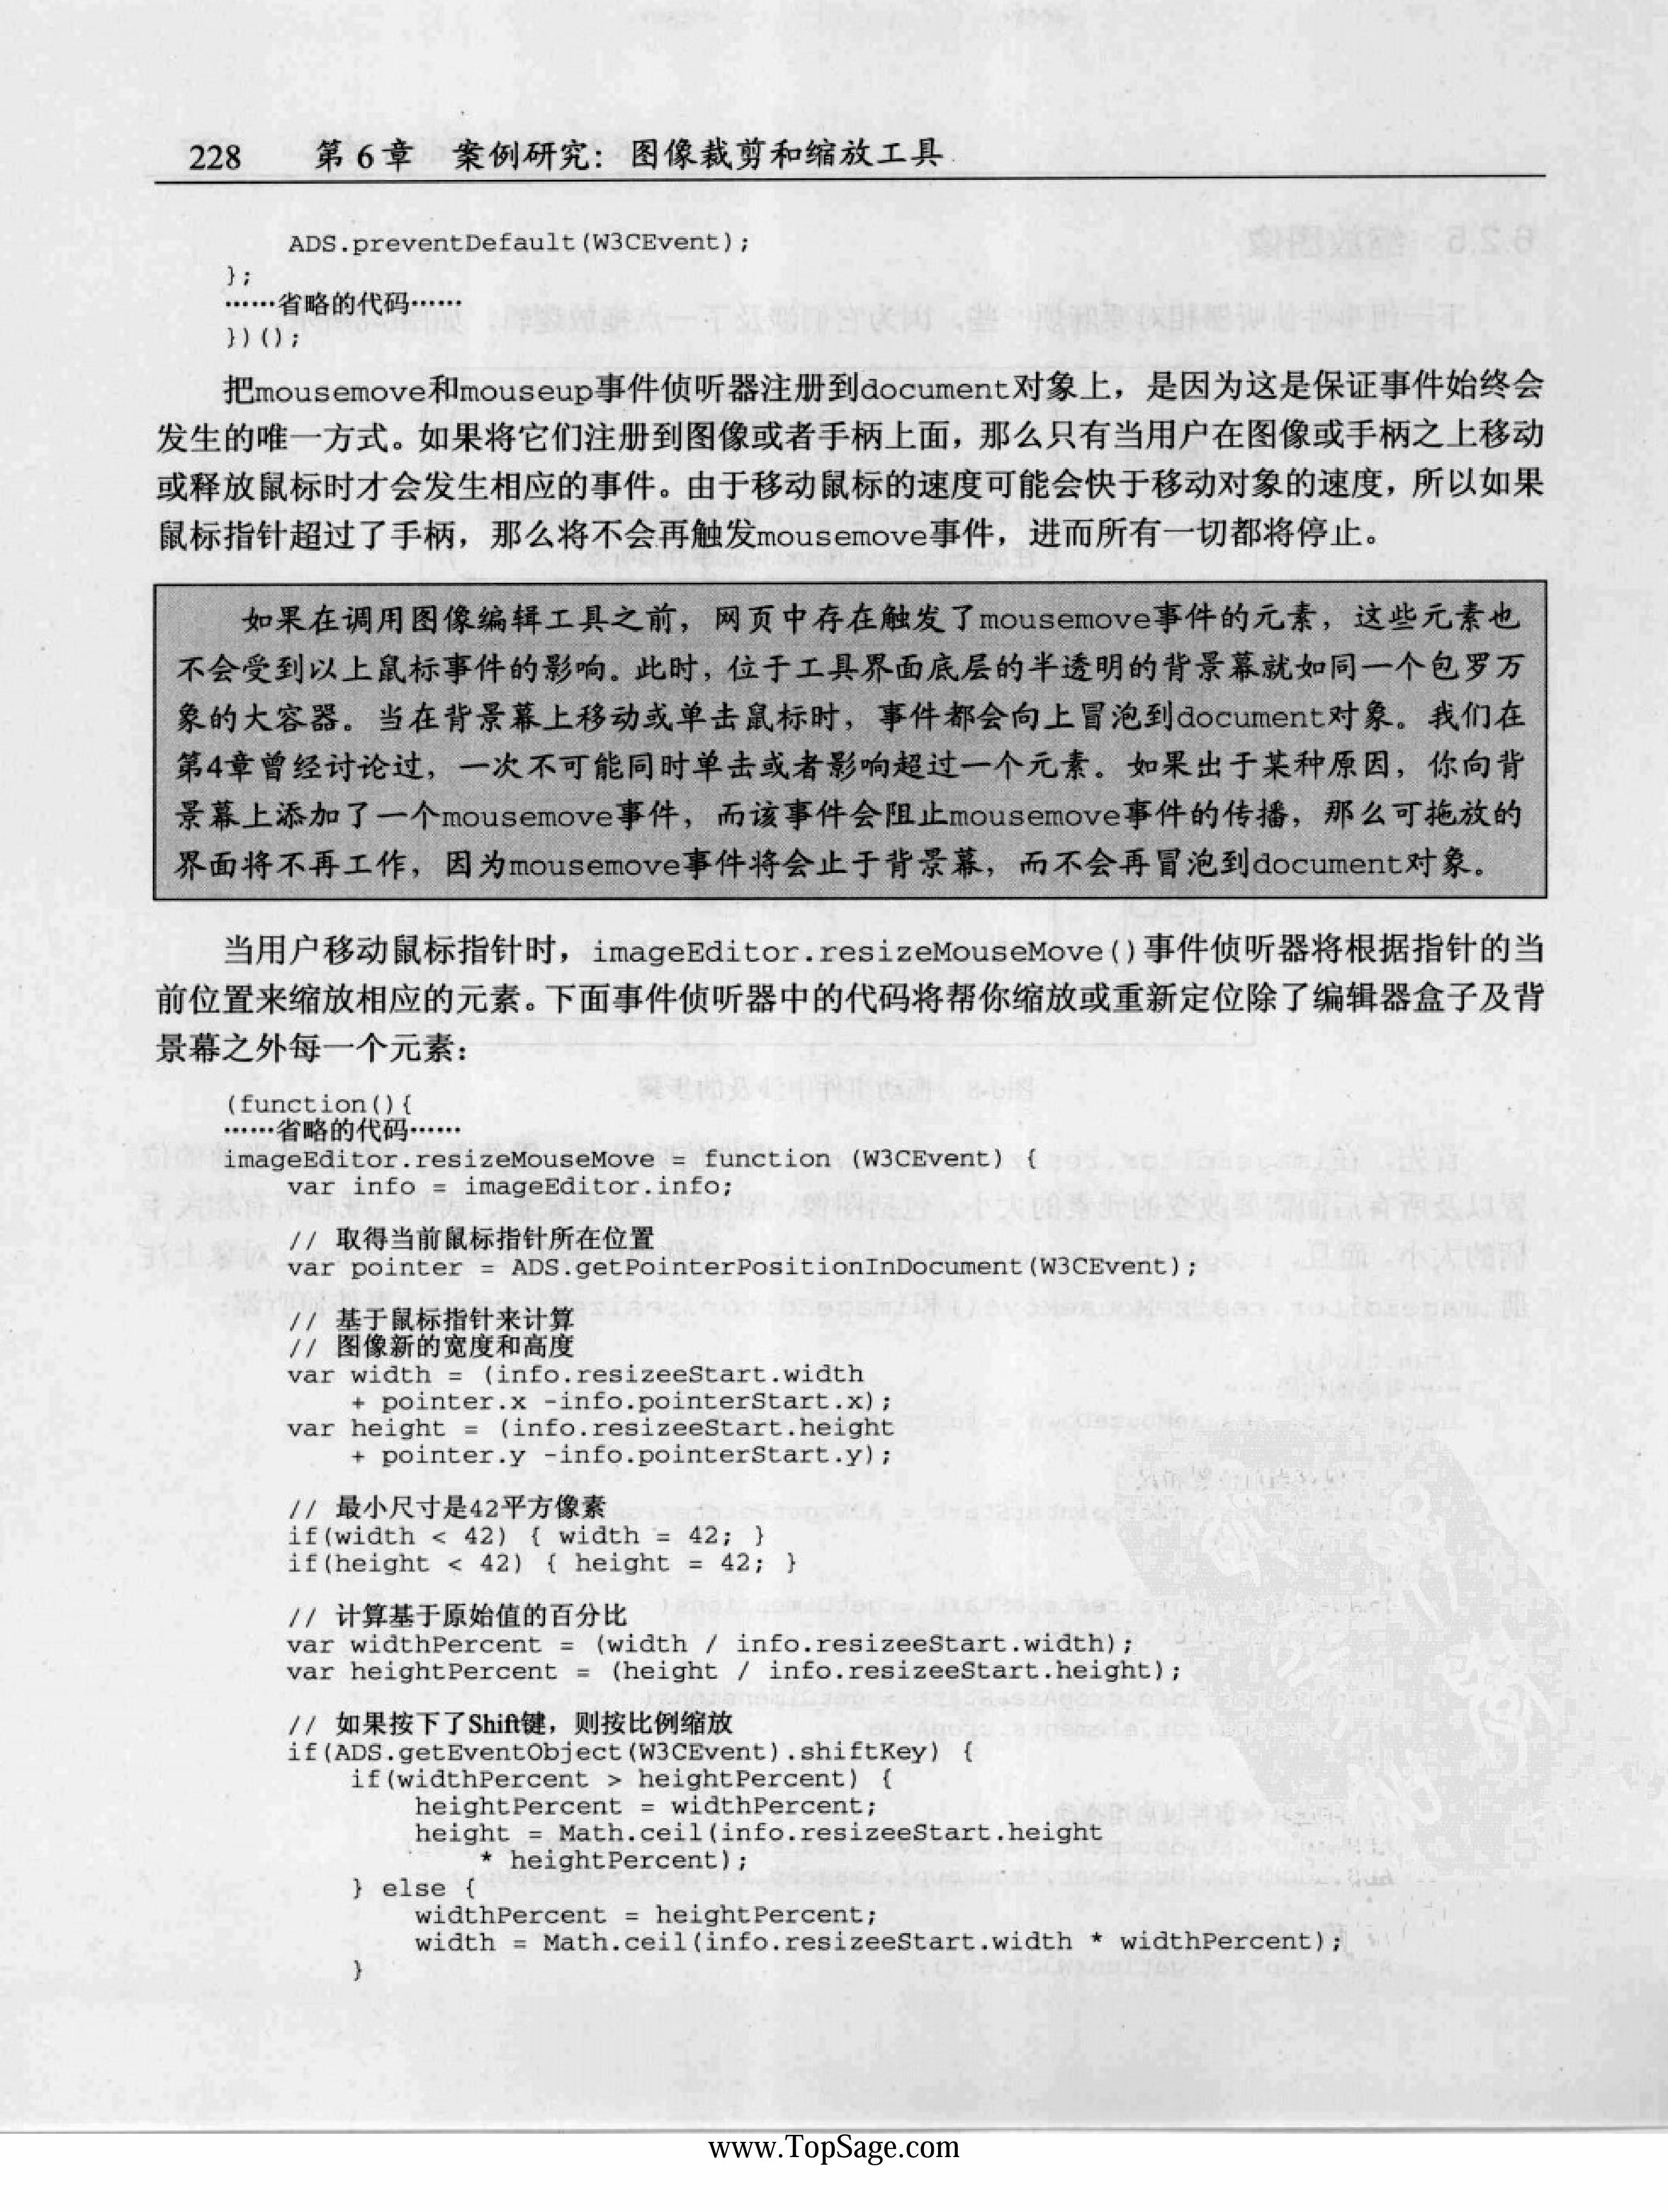 228 第6章 案例研究：图像裁剪和缩放工具
ADS.preventDefault(W3CEvent);
};
……省略的代码……
})();
把mousemove和mouseup事件侦听器注册到document对象上，是因为这是保证事件始终会
发生的唯一方式。如果将它们注册到图像或者手柄上面，那么只有当用户在图像或手柄之上移动
或释放鼠标时才会发生相应的事件。由于移动鼠标的速度可能会快于移动对象的速度，所以如果
鼠标指针超过了手柄，那么将不会再触发mousemove事件，进而所有一切都将停止。
如果在调用图像编辑工具之前，网页中存在触发了mousemove事件的元素，这些元素也
不会受到以上鼠标事件的影响。此时，位于工具界面底层的半透明的背景幕就如同一个包罗万
象的大容器。当在背景幕上移动或单击鼠标时，事件都会向上冒泡到document对象。我们在
第4章曾经讨论过，一次不可能同时单击或者影响超过一个元素。如果出于某种原因，你向背
景幕上添加了一个mousemove事件，而该事件会阻止mousemove事件的传播，那么可拖放的
界面将不再工作，因为mousemove事件将会止于背景幕，而不会再冒泡到document对象。
当用户移动鼠标指针时，imageEditor.resizeMouseMove()事件侦听器将根据指针的当
前位置来缩放相应的元素。下面事件侦听器中的代码将帮你缩放或重新定位除了编辑器盒子及背
景幕之外每一个元素：
(function(){
……省略的代码……
imageEditor.resizeMouseMove = function (W3CEvent) {
var info = imageEditor.info;
// 取得当前鼠标指针所在位置
var pointer = ADS.getPointerPositionInDocument(W3CEvent);
// 基于鼠标指针来计算
// 图像新的宽度和高度
var width = (info.resizeeStart.width
+ pointer.x -info.pointerStart.x);
var height = (info.resizeeStart.height
+ pointer.y -info.pointerStart.y);
// 最小尺寸是42平方像素
if(width < 42) { width = 42; }
if(height < 42) { height = 42; }
// 计算基于原始值的百分比
var widthPercent = (width / info.resizeeStart.width);
var heightPercent = (height / info.resizeeStart.height);
// 如果按下了Shift键，则按比例缩放
if(ADS.getEventObject(W3CEvent).shiftKey) {
if(widthPercent > heightPercent) {
heightPercent = widthPercent;
height = Math.ceil(info.resizeeStart.height
* heightPercent);
} else {
widthPercent = heightPercent;
width = Math.ceil(info.resizeeStart.width * widthPercent);
}
www.TopSage.com